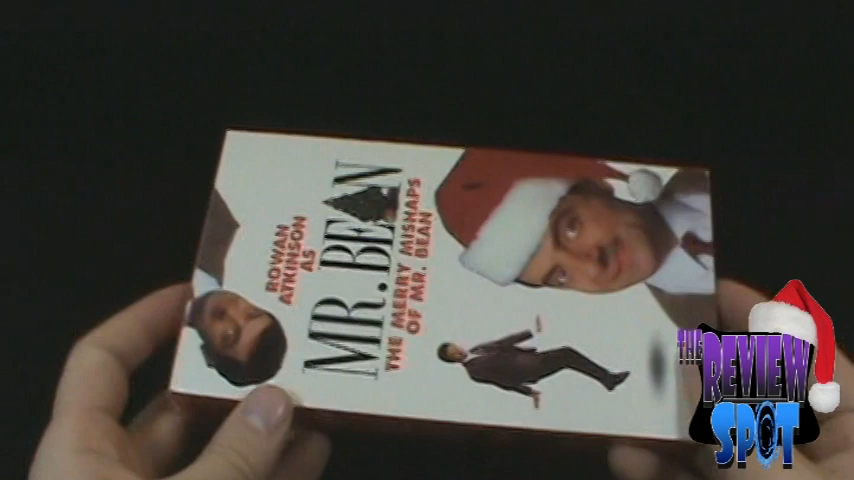 ROWAN
ATKINSON
AS
MR. BEAN
THE MERRY MISHAPS
OF MR. BEAN
THE
REVIEW
SPOT